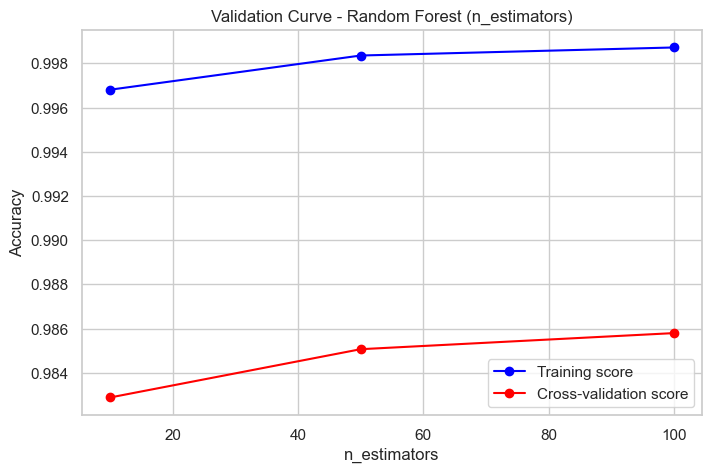 Validation Curve - Random Forest (n_estimators)
Accuracy
0.998
0.996
0.994
0.992
0.990
0.988
0.986
0.984
Training score
Cross-validation score
20 40 60 80 100
n_estimators